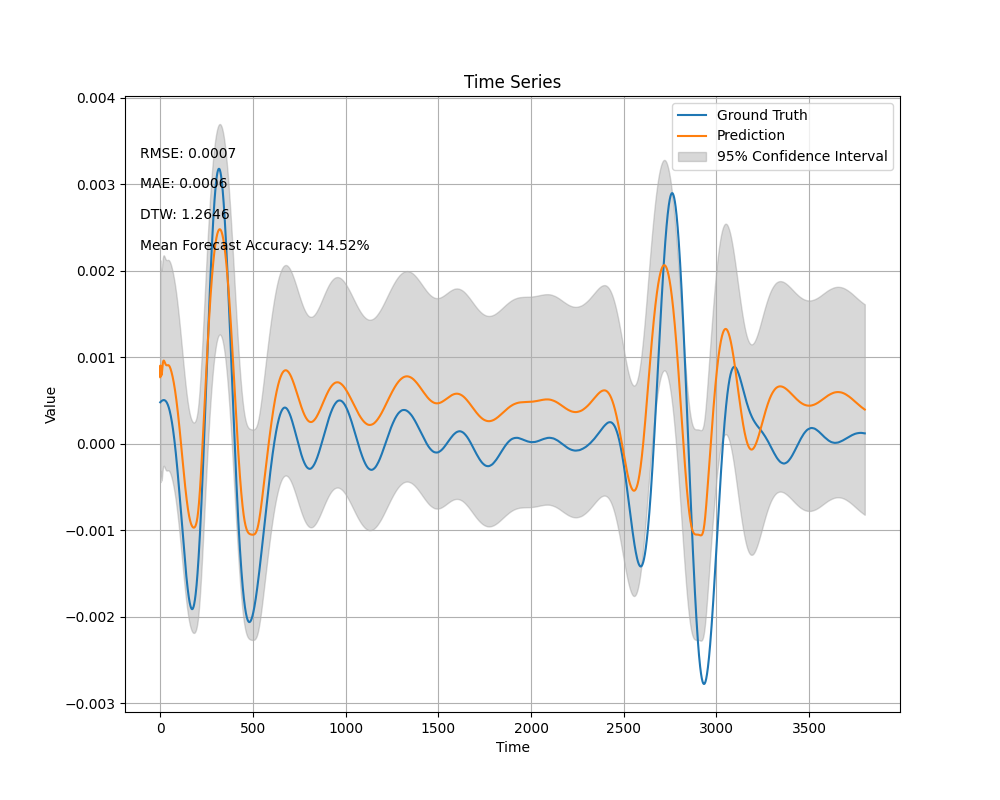 Time Series
Ground Truth
Prediction
95% Confidence Interval
RMSE: 0.0007
MAE: 0.0006
DTW: 1.2646
Mean Forecast Accuracy: 14.52%
Value
0.004
0.003
0.002
0.001
0.000
−0.001
−0.002
−0.003
0 500 1000 1500 2000 2500 3000 3500
Time